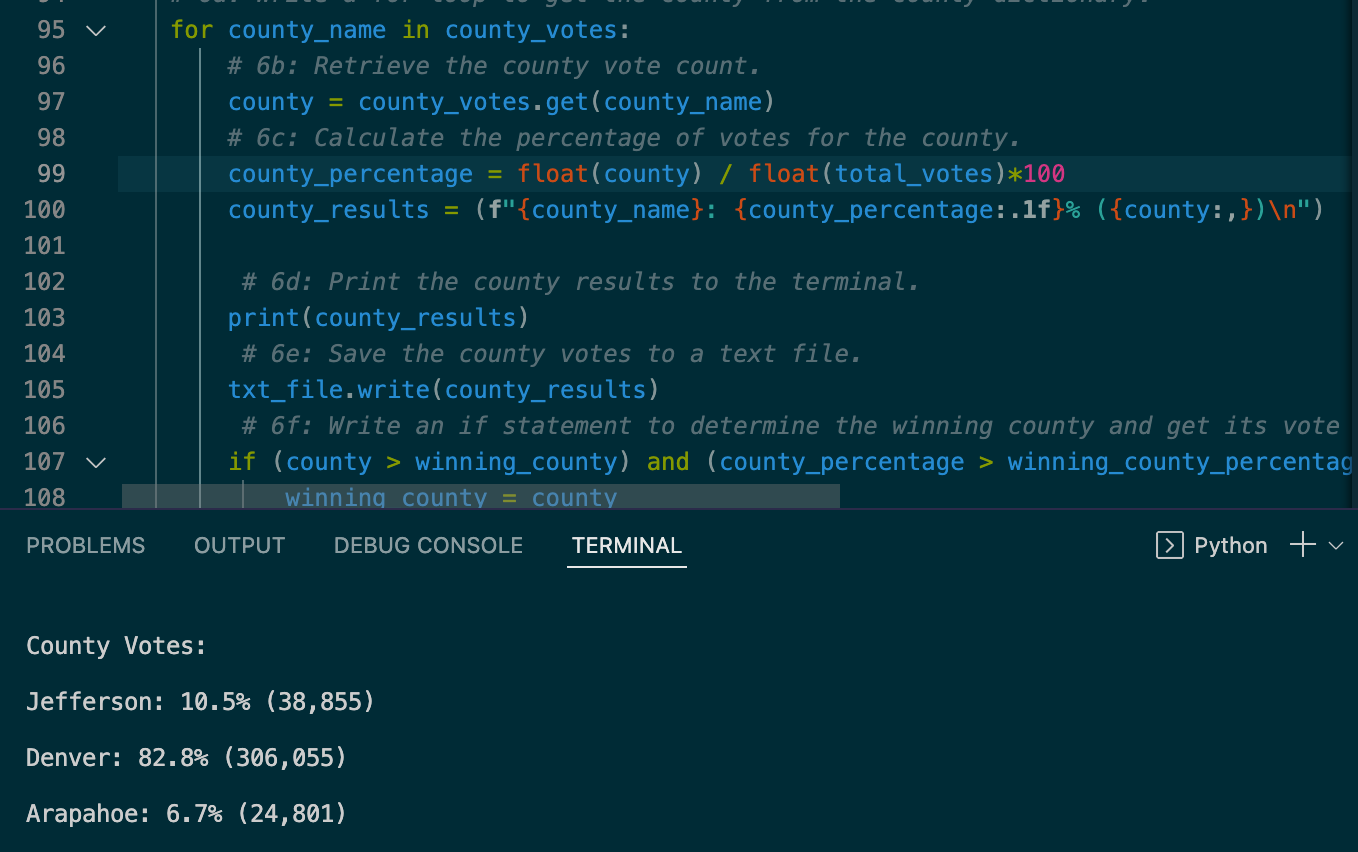 95 for county_name in county_votes:
96 # 6b: Retrieve the county vote count.
97 county = county_votes.get(county_name)
98 # 6c: Calculate the percentage of votes for the county.
99 county_percentage = float(county) / float(total_votes)*100
100 county_results = (f"{county_name}: {county_percentage:.1f}% ({county:,})\n")
101
102 # 6d: Print the county results to the terminal.
103 print(county_results)
104 # 6e: Save the county votes to a text file.
105 txt_file.write(county_results)
106 # 6f: Write an if statement to determine the winning county and get its vote
107 if (county > winning_county) and (county_percentage > winning_county_percentag
108 winning_county = county
PROBLEMS OUTPUT DEBUG CONSOLE TERMINAL Python
County Votes:
Jefferson: 10.5% (38,855)
Denver: 82.8% (306,055)
Arapahoe: 6.7% (24,801)